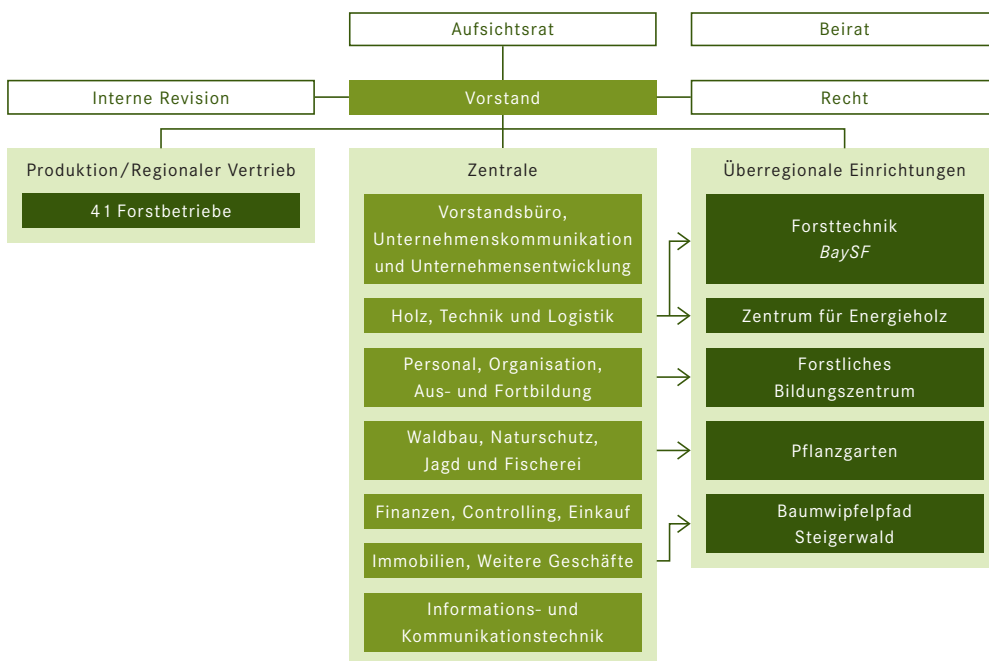 Aufsichtsrat
Beirat
Interne Revision
Vorstand
Recht
Produktion/Regionaler Vertrieb
41 Forstbetriebe
Zentrale
Vorstandsbüro,
Unternehmenskommunikation
und Unternehmensentwicklung
Holz, Technik und Logistik
Personal, Organisation,
Aus- und Fortbildung
Waldbau, Naturschutz,
Jagd und Fischerei
Finanzen, Controlling, Einkauf
Immobilien, Weitere Geschäfte
Informations- und
Kommunikationstechnik
Überregionale Einrichtungen
Forsttechnik
BaySF
Zentrum für Energieholz
Forstliches
Bildungszentrum
Pflanzgarten
Baumwipfelpfad
Steigerwald